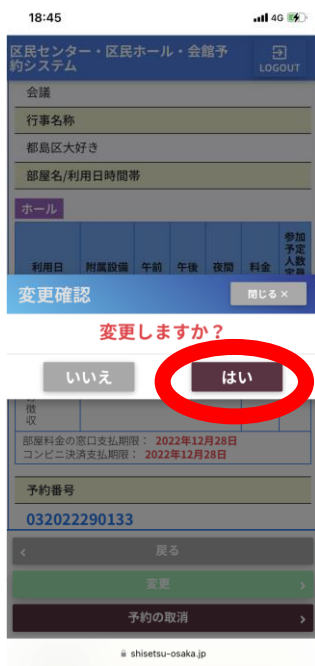 18:45
4G
区民センター・区民ホール・会館予
約システム
LOGOUT
会議
行事名称
都島区大好き
部屋名/利用日時間帯
ホール
利用日 附属設備 午前 午後 夜間 料金 参加
予定
人数
定員
変更確認
閉じる ×
変更しますか？
いいえ
はい
徴
収
部屋料金の窓口支払期限： 2022年12月28日
コンビニ決済支払期限： 2022年12月28日
予約番号
032022290133
戻る
変更
予約の取消
shisetsu-osaka.jp